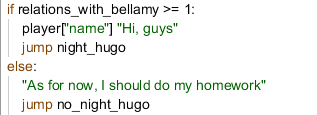 if relations_with_bellamy >= 1:
    player["name"] "Hi, guys"
    jump night_hugo
else:
    "As for now, I should do my homework"
    jump no_night_hugo